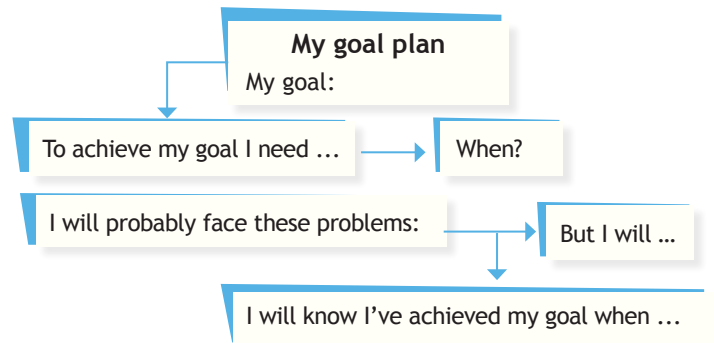 My goal plan
My goal:
To achieve my goal I need ...
When?
I will probably face these problems:
But I will ...
I will know I’ve achieved my goal when ...